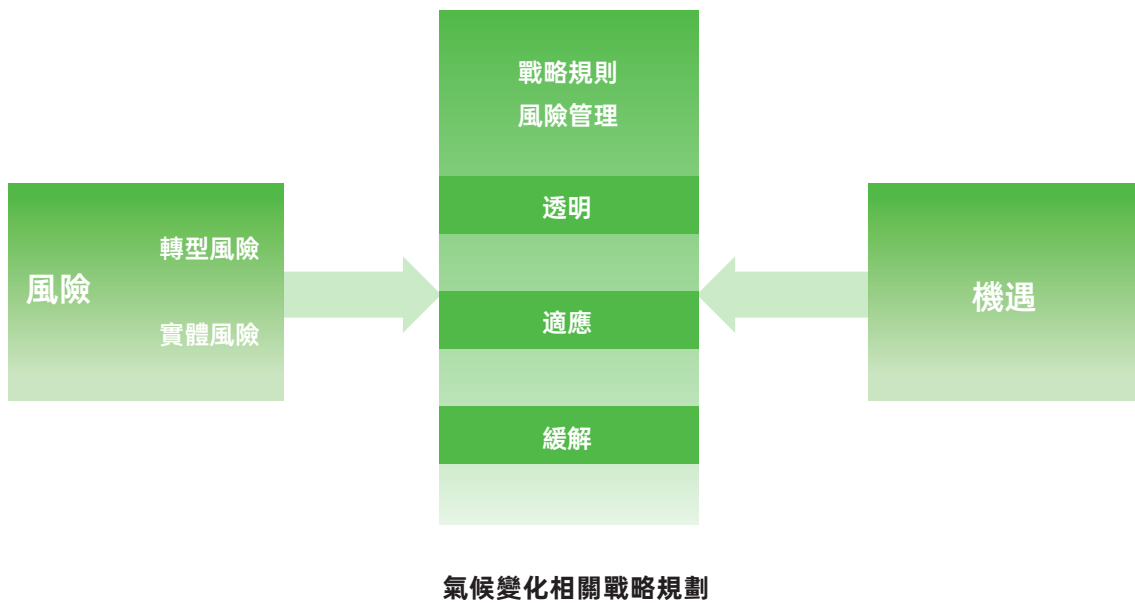 戰略規則
風險管理
透明
轉型風險
風險
實體風險
適應
機遇
緩解
氣候變化相關戰略規劃